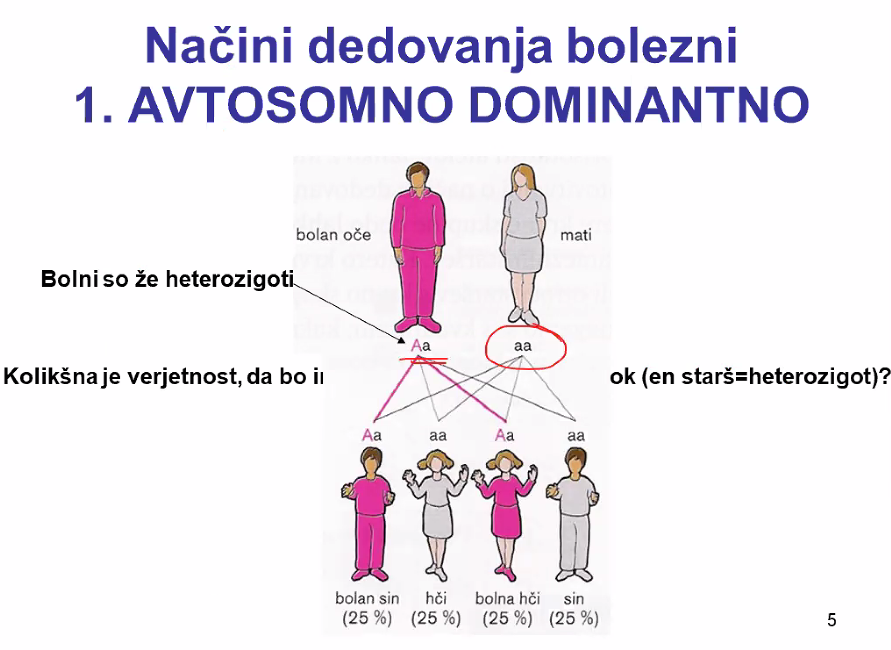 Načini dedovanja bolezni
1. AVTOSOMNO DOMINANTNO
bolan oče
mati
Bolni so že heterozigoti
Aa
aa
Kolikšna je verjetnost, da bo
ok (en starš=heterozigot)?
Aa aa Aa aa
bolan sin hči bolna hči sin
(25 %) (25 %) (25 %) (25 %)
5